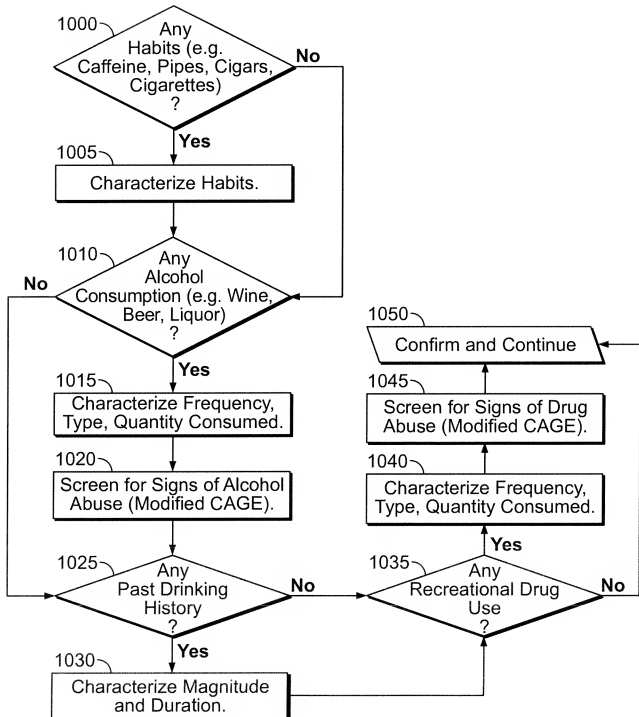 1000
Any
Habits (e.g.
Caffeine, Pipes, Cigars,
Cigarettes)
?
No
Yes
1005
Characterize Habits.
1010
Any
Alcohol
Consumption (e.g. Wine,
Beer, Liquor)
?
No
Yes
1015
Characterize Frequency,
Type, Quantity Consumed.
1020
Screen for Signs of Alcohol
Abuse (Modified CAGE).
1025
Any
Past Drinking
History
?
No
Yes
1030
Characterize Magnitude
and Duration.
1035
Any
Recreational Drug
Use
?
No
Yes
1040
Characterize Frequency,
Type, Quantity Consumed.
1045
Screen for Signs of Drug
Abuse (Modified CAGE).
1050
Confirm and Continue